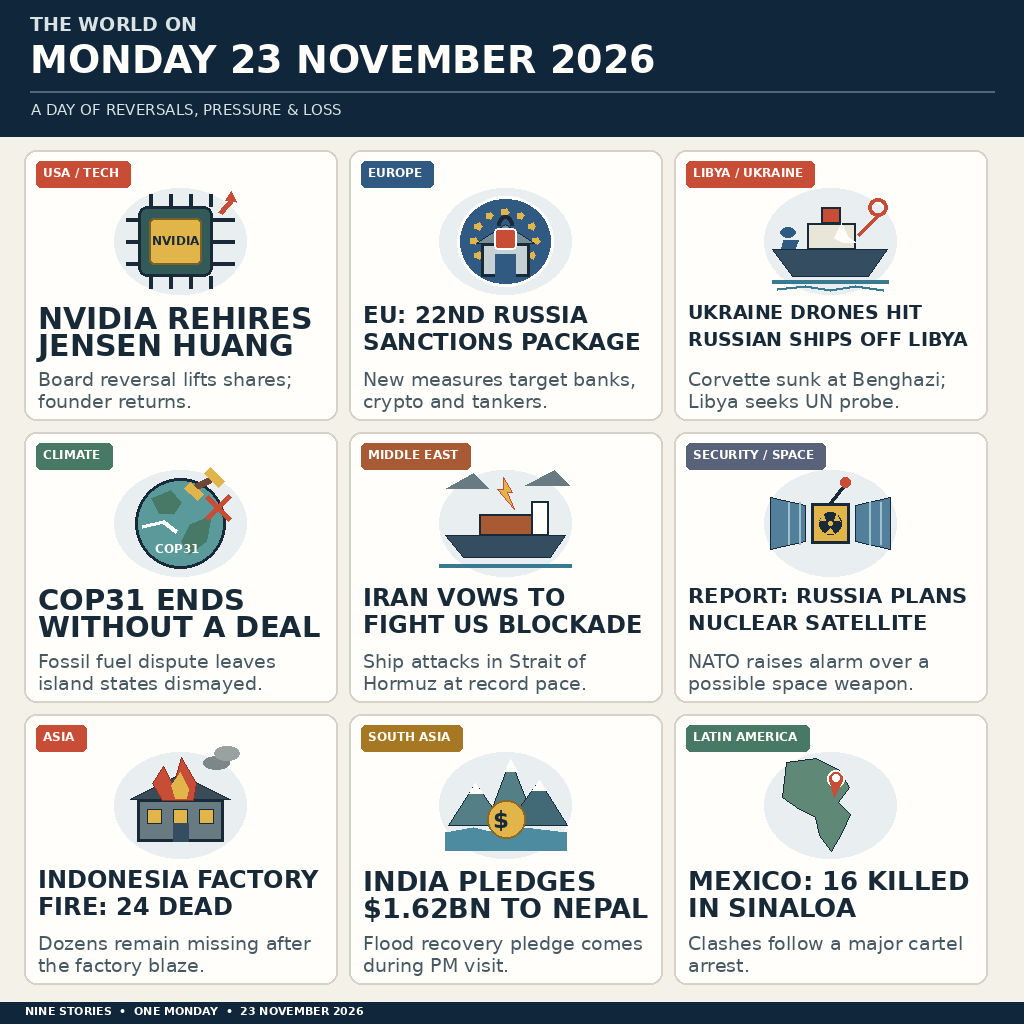 THE WORLD ON
MONDAY 23 NOVEMBER 2026
A DAY OF REVERSALS, PRESSURE & LOSS
USA / TECH
NVIDIA
NVIDIA REHIRES
JENSEN HUANG
Board reversal lifts shares;
founder returns.
EUROPE
EU: 22ND RUSSIA
SANCTIONS PACKAGE
New measures target banks,
crypto and tankers.
LIBYA / UKRAINE
UKRAINE DRONES HIT
RUSSIAN SHIPS OFF LIBYA
Corvette sunk at Benghazi;
Libya seeks UN probe.
CLIMATE
COP31
COP31 ENDS
WITHOUT A DEAL
Fossil fuel dispute leaves
island states dismayed.
MIDDLE EAST
IRAN VOWS TO
FIGHT US BLOCKADE
Ship attacks in Strait of
Hormuz at record pace.
SECURITY / SPACE
REPORT: RUSSIA PLANS
NUCLEAR SATELLITE
NATO raises alarm over a
possible space weapon.
ASIA
INDONESIA FACTORY
FIRE: 24 DEAD
Dozens remain missing after
the factory blaze.
SOUTH ASIA
$
INDIA PLEDGES
$1.62BN TO NEPAL
Flood recovery pledge comes
during PM visit.
LATIN AMERICA
MEXICO: 16 KILLED
IN SINALOA
Clashes follow a major cartel
arrest.
NINE STORIES • ONE MONDAY • 23 NOVEMBER 2026